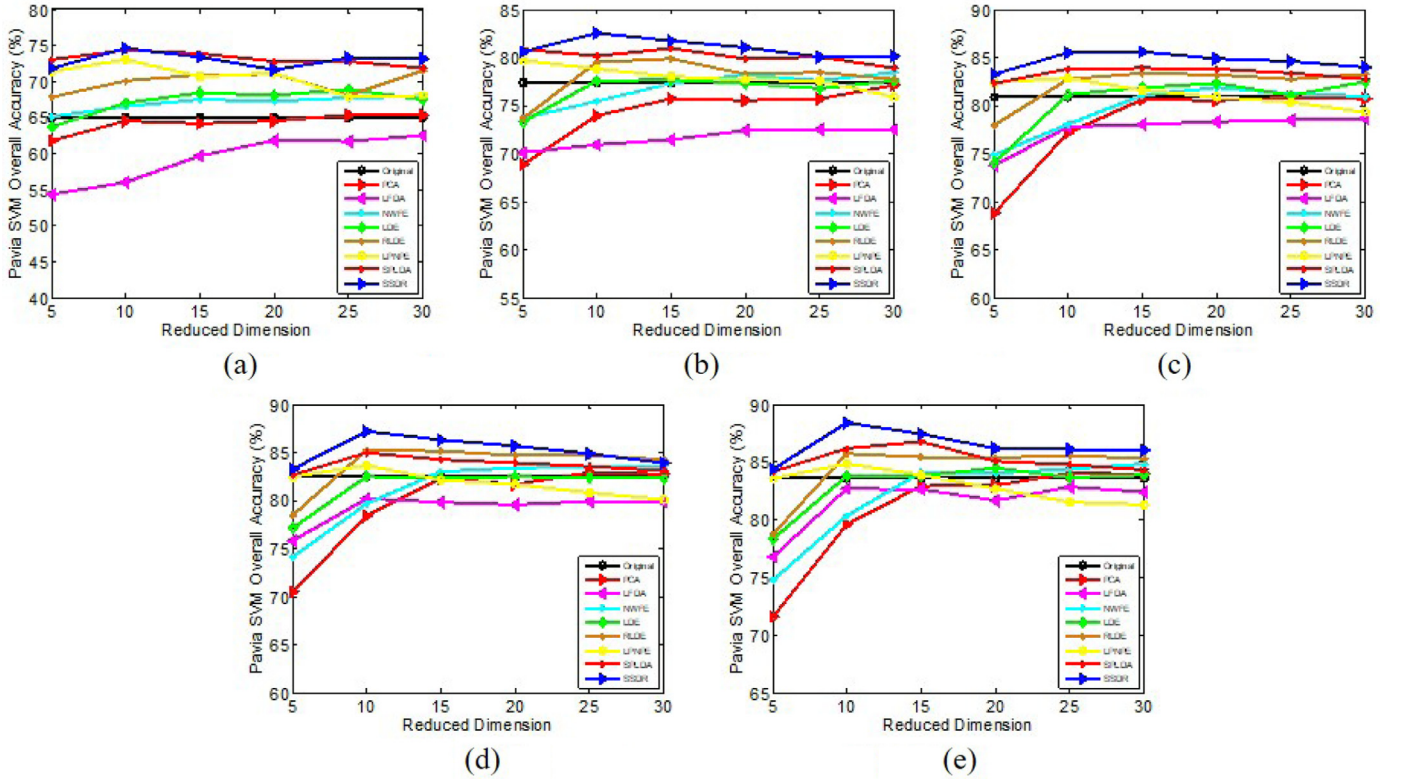 Pavia SVM Overall Accuracy (%)
80
75
70
65
60
55
50
45
40
5 10 15 20 25 30
Reduced Dimension
Original
PCA
LFDA
NWFE
LDE
RLDE
LPNPE
SPLDA
SSDR
(a)
Pavia SVM Overall Accuracy (%)
85
80
75
70
65
60
55
5 10 15 20 25 30
Reduced Dimension
Original
PCA
LFDA
NWFE
LDE
RLDE
LPNPE
SPLDA
SSDR
(b)
Pavia SVM Overall Accuracy (%)
90
85
80
75
70
65
60
5 10 15 20 25 30
Reduced Dimension
Original
PCA
LFDA
NWFE
LDE
RLDE
LPNPE
SPLDA
SSDR
(c)
Pavia SVM Overall Accuracy (%)
90
85
80
75
70
65
60
5 10 15 20 25 30
Reduced Dimension
Original
PCA
LFDA
NWFE
LDE
RLDE
LPNPE
SPLDA
SSDR
(d)
Pavia SVM Overall Accuracy (%)
90
85
80
75
70
65
5 10 15 20 25 30
Reduced Dimension
Original
PCA
LFDA
NWFE
LDE
RLDE
LPNPE
SPLDA
SSDR
(e)